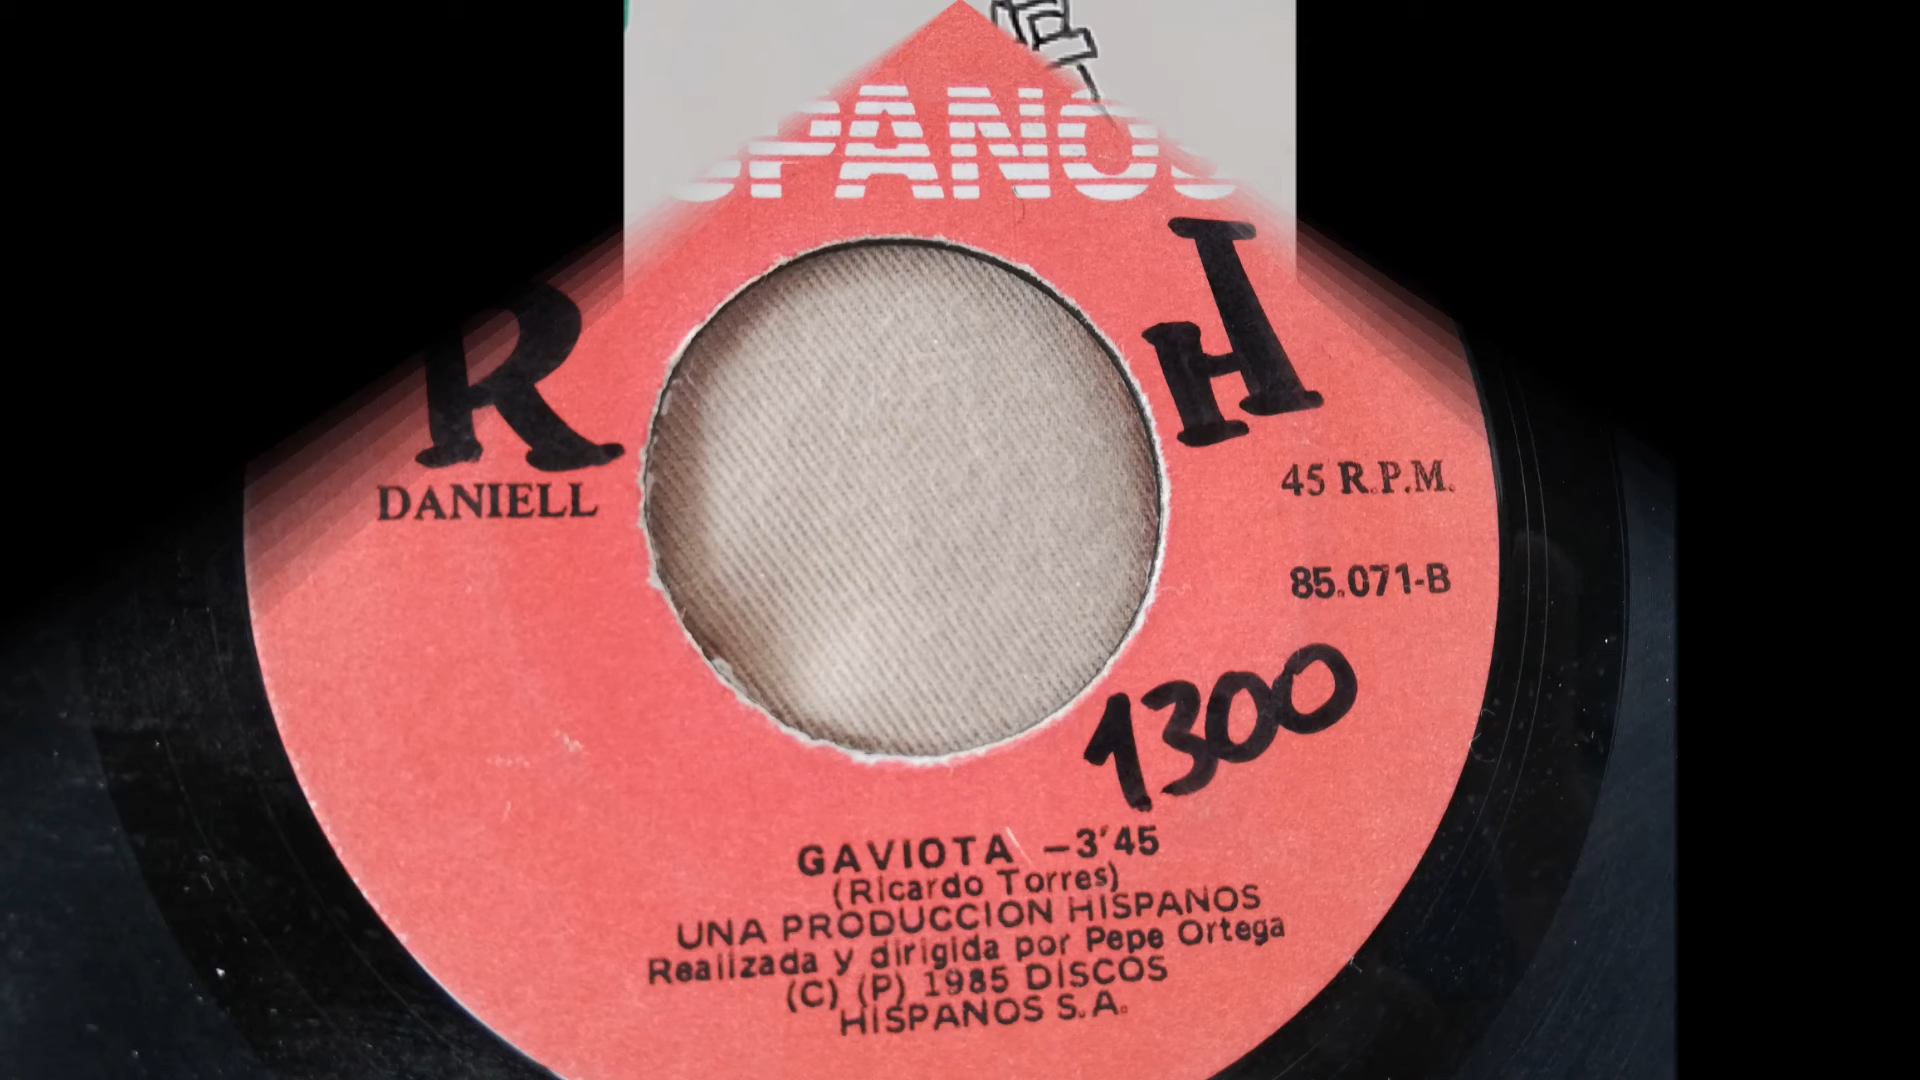 R H
DANIELL
45 R.P.M.
85.071-B
1300
GAVIOTA –3'45
(Ricardo Torres)
UNA PRODUCCION HISPANOS
Realizada y dirigida por Pepe Ortega
(C) (P) 1985 DISCOS
HISPANOS S.A.